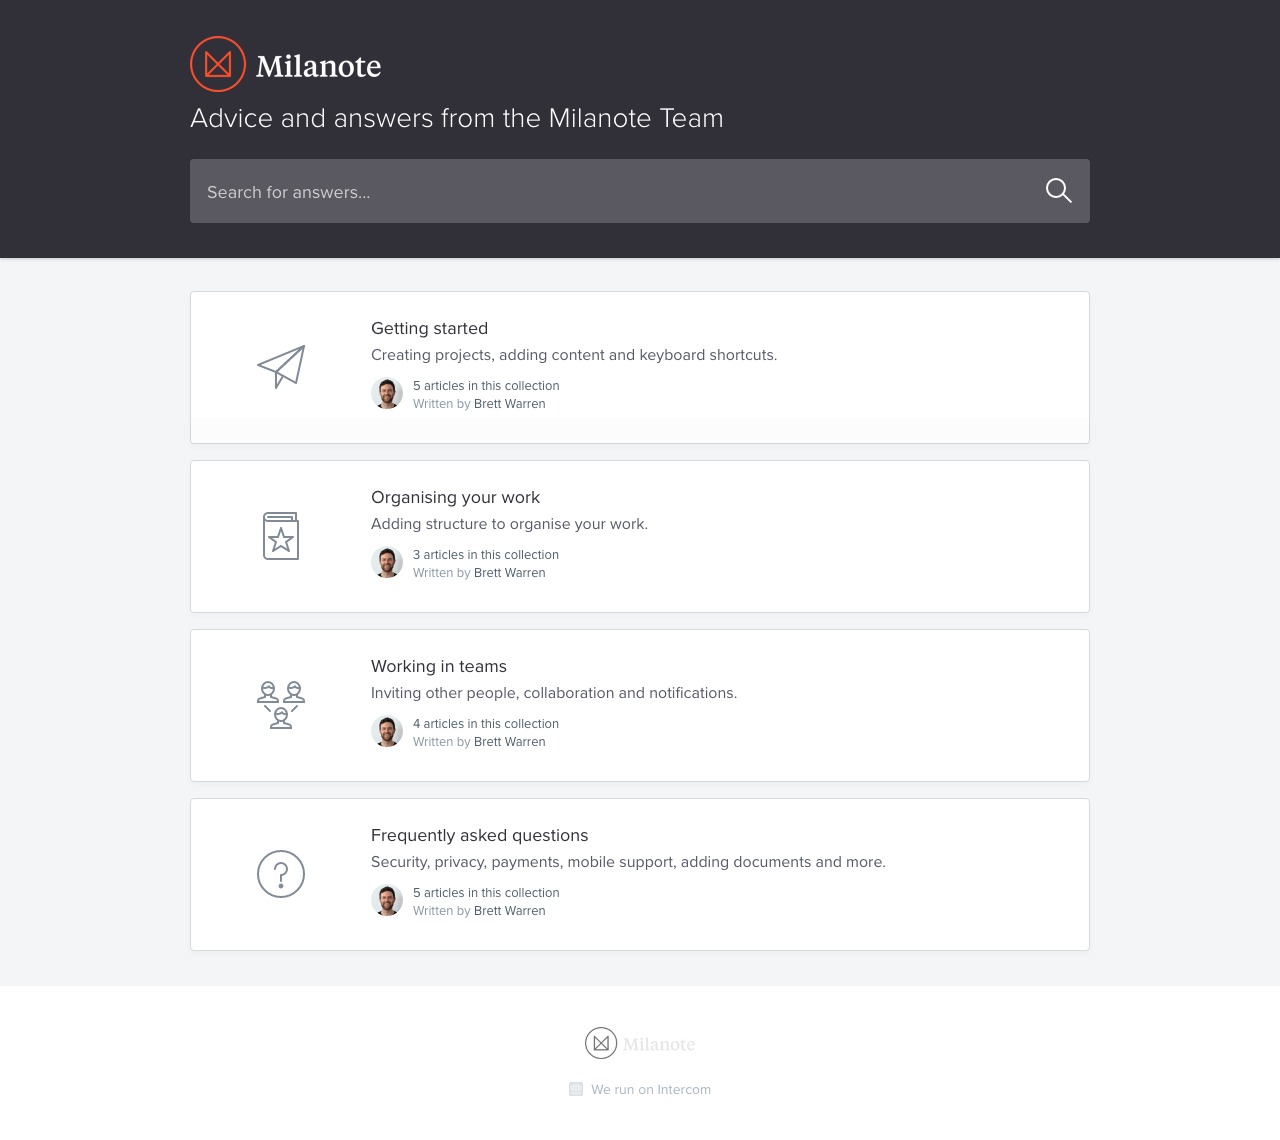 Milanote
Advice and answers from the Milanote Team
Search for answers...
Getting started
Creating projects, adding content and keyboard shortcuts.
5 articles in this collection
Written by Brett Warren
Organising your work
Adding structure to organise your work.
3 articles in this collection
Written by Brett Warren
Working in teams
Inviting other people, collaboration and notifications.
4 articles in this collection
Written by Brett Warren
Frequently asked questions
Security, privacy, payments, mobile support, adding documents and more.
5 articles in this collection
Written by Brett Warren
Milanote
We run on Intercom